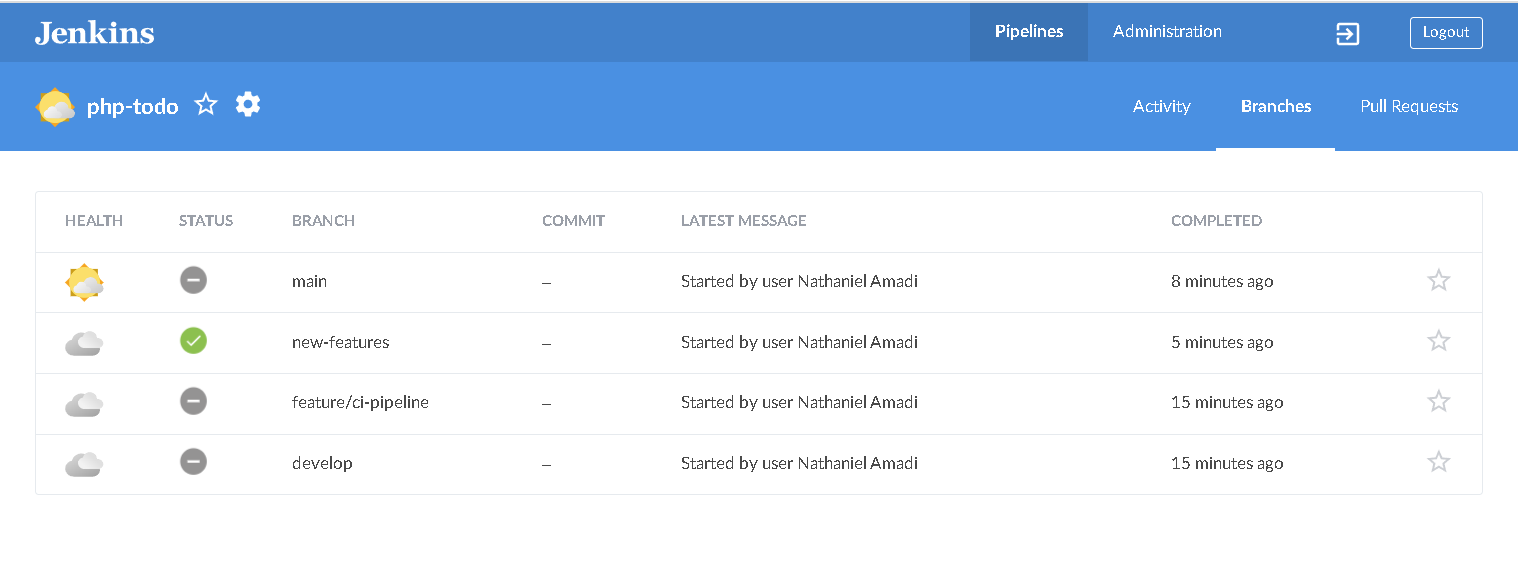 Jenkins Pipelines Administration Logout
php-todo Activity Branches Pull Requests
HEALTH STATUS BRANCH COMMIT LATEST MESSAGE COMPLETED
main – Started by user Nathaniel Amadi 8 minutes ago
new-features – Started by user Nathaniel Amadi 5 minutes ago
feature/ci-pipeline – Started by user Nathaniel Amadi 15 minutes ago
develop – Started by user Nathaniel Amadi 15 minutes ago